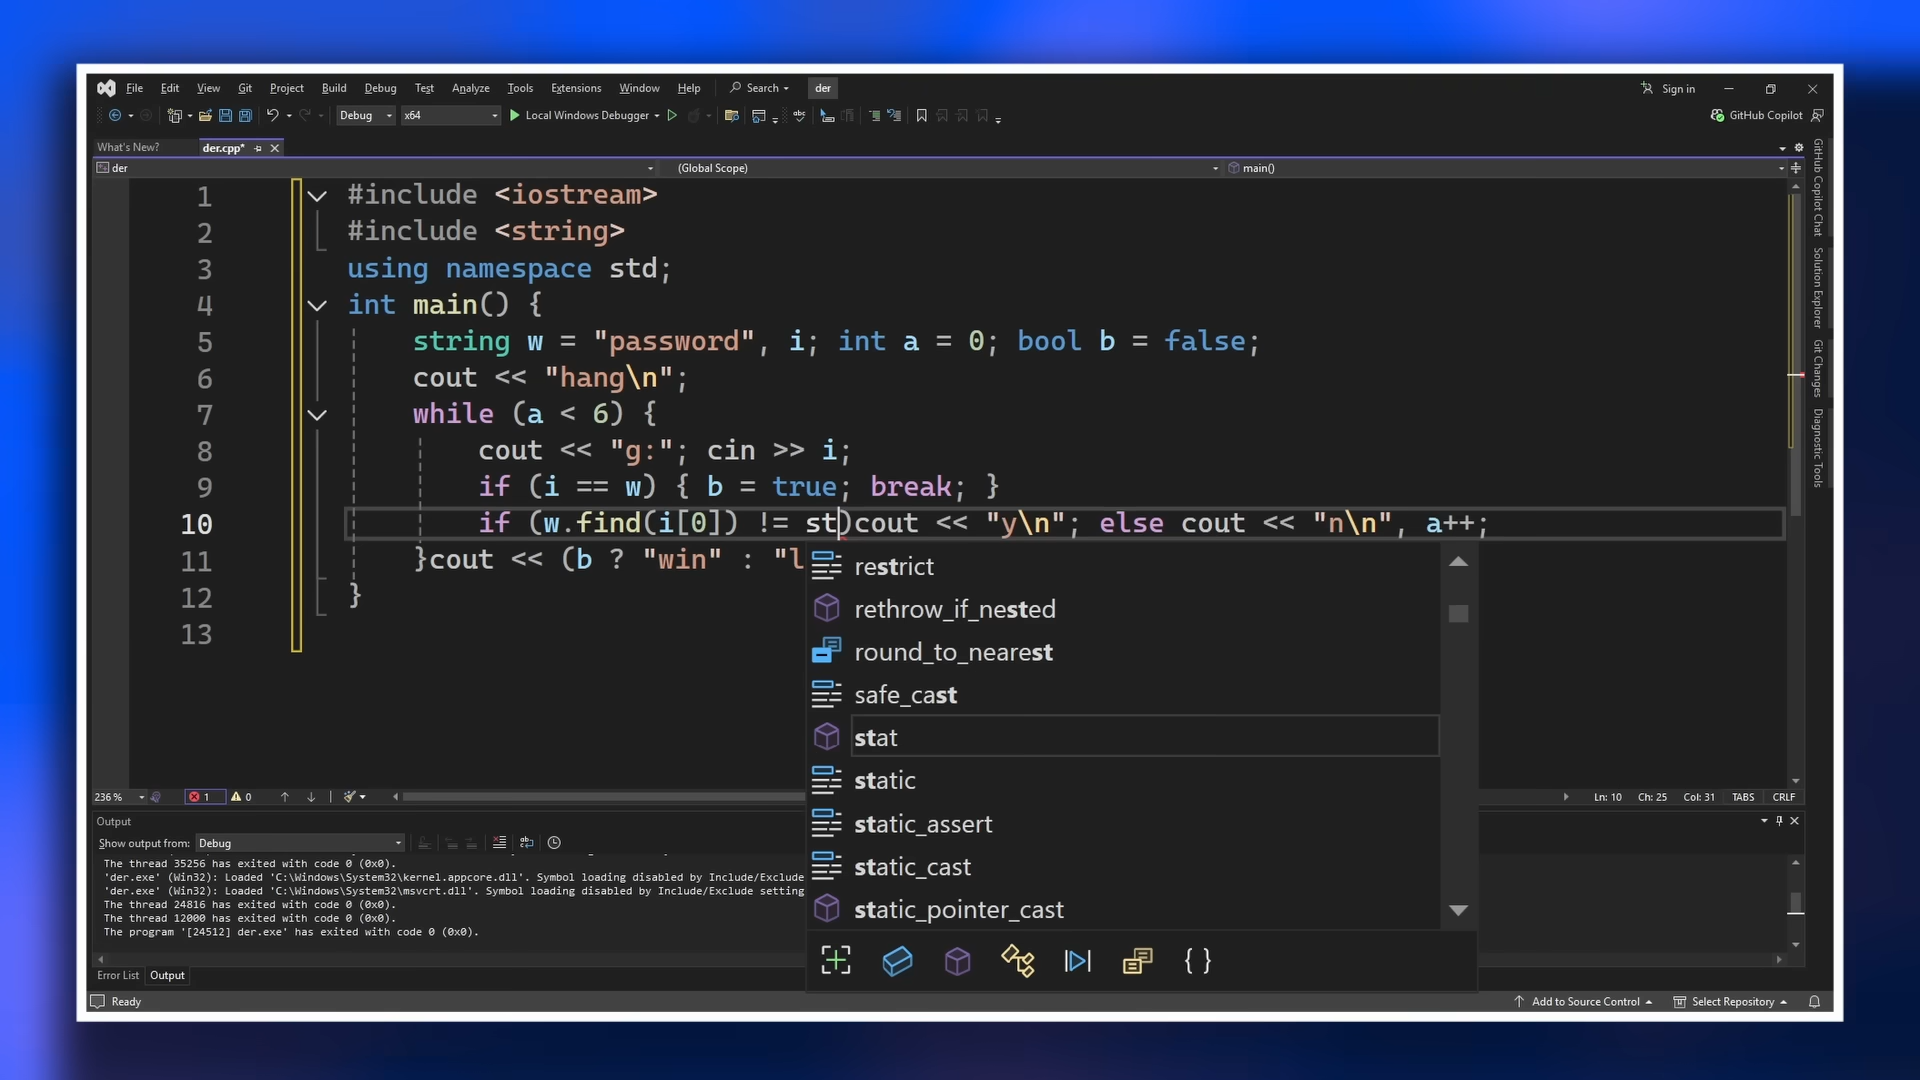 File Edit View Git Project Build Debug Test Analyze Tools Extensions Window Help Search der Sign in
Debug x64 Local Windows Debugger GitHub Copilot
What's New? der.cpp*
der (Global Scope) main()
1 #include <iostream>
2 #include <string>
3 using namespace std;
4 int main() {
5 string w = "password", i; int a = 0; bool b = false;
6 cout << "hang\n";
7 while (a < 6) {
8 cout << "g:"; cin >> i;
9 if (i == w) { b = true; break; }
10 if (w.find(i[0]) != st)cout << "y\n"; else cout << "n\n", a++;
11 }cout << (b ? "win" : "l
12 }
13
restrict
rethrow_if_nested
round_to_nearest
safe_cast
stat
static
static_assert
static_cast
static_pointer_cast
GitHub Copilot Chat
Solution Explorer
Git Changes
Diagnostic Tools
236 % 1 0 Ln: 10 Ch: 25 Col: 31 TABS CRLF
Output
Show output from: Debug
The thread 35256 has exited with code 0 (0x0).
'der.exe' (Win32): Loaded 'C:\Windows\System32\kernel.appcore.dll'. Symbol loading disabled by Include/Exclude
'der.exe' (Win32): Loaded 'C:\Windows\System32\msvcrt.dll'. Symbol loading disabled by Include/Exclude setting
The thread 24816 has exited with code 0 (0x0).
The thread 12000 has exited with code 0 (0x0).
The program '[24512] der.exe' has exited with code 0 (0x0).
Error List Output
Ready Add to Source Control Select Repository